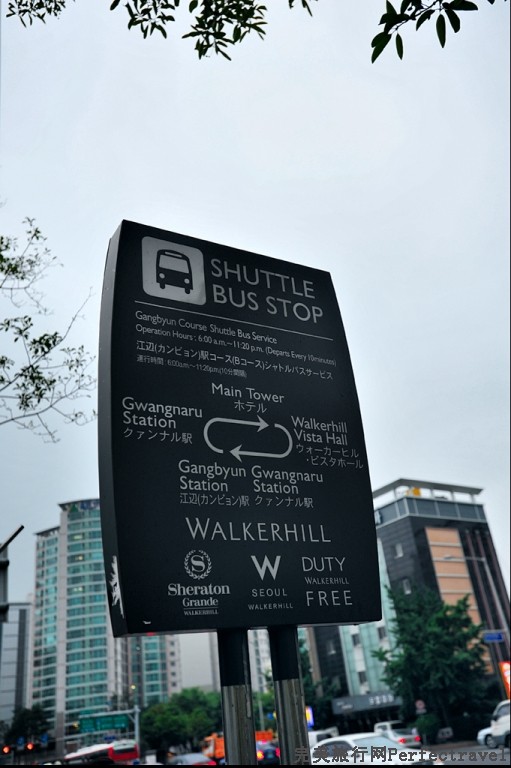 SHUTTLE
BUS STOP
Gangbyun Course Shuttle Bus Service
Operation Hours : 6:00 a.m.~11:20 p.m. (Departs Every 10minutes)
江辺(カンビョン)駅コース(Bコース)シャトルバスサービス
運行時間 : 6:00a.m~11:20p.m(10分間隔)
Main Tower
ホテル
Gwangnaru
Station
クァンナル駅
Walkerhill
Vista Hall
ウォーカーヒル
・ビスタホール
Gangbyun
Station
江辺(カンビョン)駅
Gwangnaru
Station
クァンナル駅
WALKERHILL
Sheraton
Grande
WALKERHILL
W
SEOUL
WALKERHILL
DUTY
WALKERHILL
FREE
完美旅行网Perfectravel